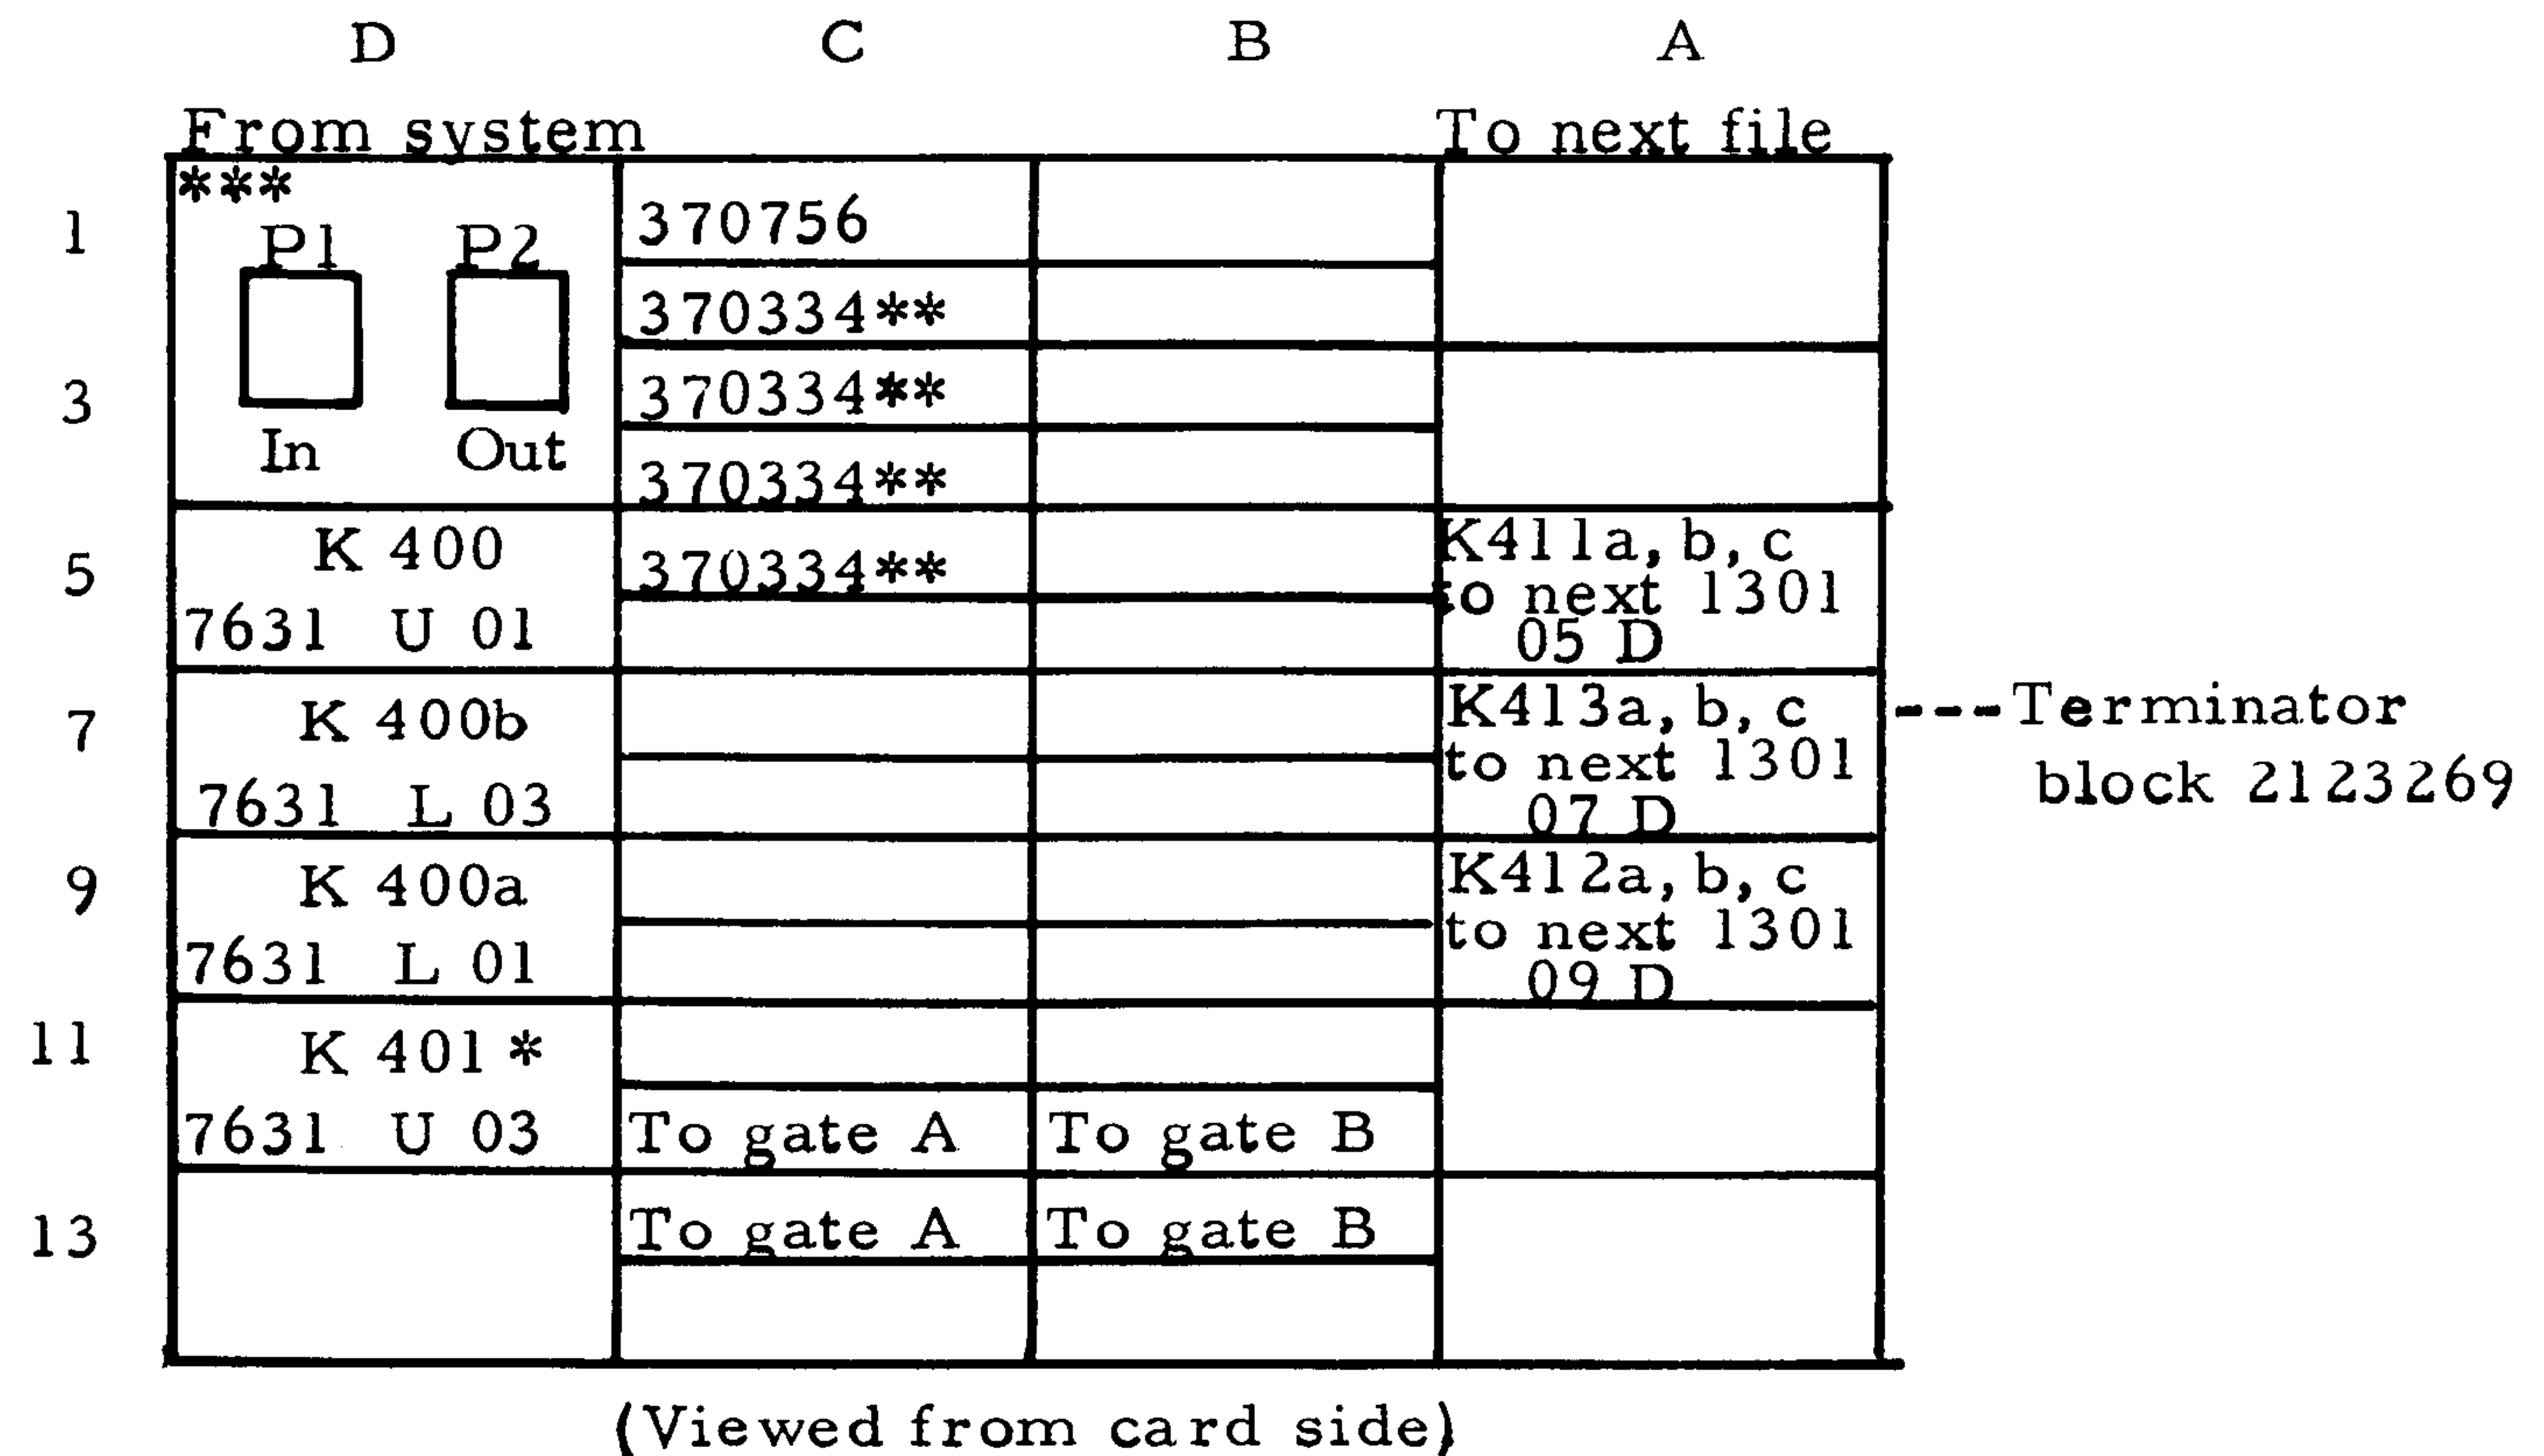 D C B A
From system To next file
***
1 P1 P2 370756
370334**
3 370334**
In Out 370334**
5 K 400 370334** K411a, b, c
to next 1301
7631 U 01 05 D
7 K 400b K413a, b, c ---Terminator
to next 1301 block 2123269
7631 L 03 07 D
9 K 400a K412a, b, c
to next 1301
7631 L 01 09 D
11 K 401 *
7631 U 03 To gate A To gate B
13 To gate A To gate B
(Viewed from card side)